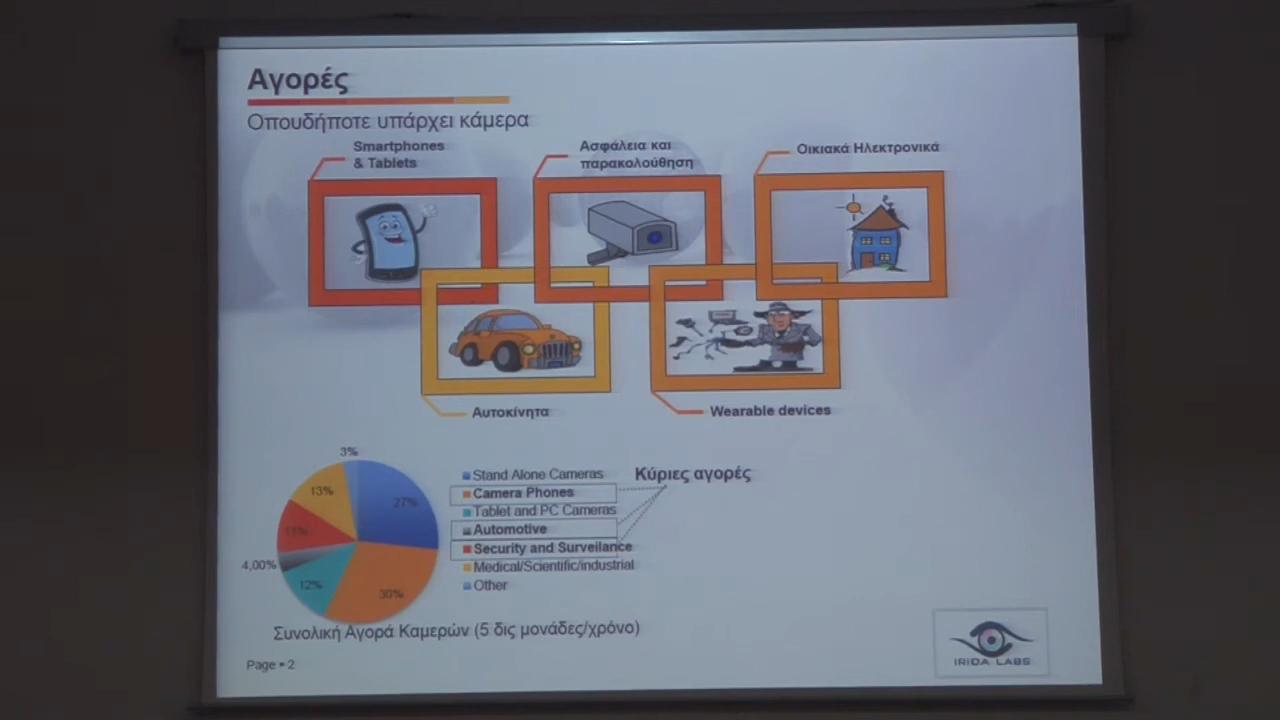 Αγορές
Οπουδήποτε υπάρχει κάμερα
Smartphones
& Tablets
Ασφάλεια και
παρακολούθηση
Οικιακά Ηλεκτρονικά
Αυτοκίνητα
Wearable devices
3%
13%
27%
11%
4,00%
12%
30%
Stand Alone Cameras
Camera Phones
Tablet and PC Cameras
Automotive
Security and Surveilance
Medical/Scientific/industrial
Other
Κύριες αγορές
Συνολική Αγορά Καμερών (5 δις μονάδες/χρόνο)
Page ▪ 2
IRIDA LABS